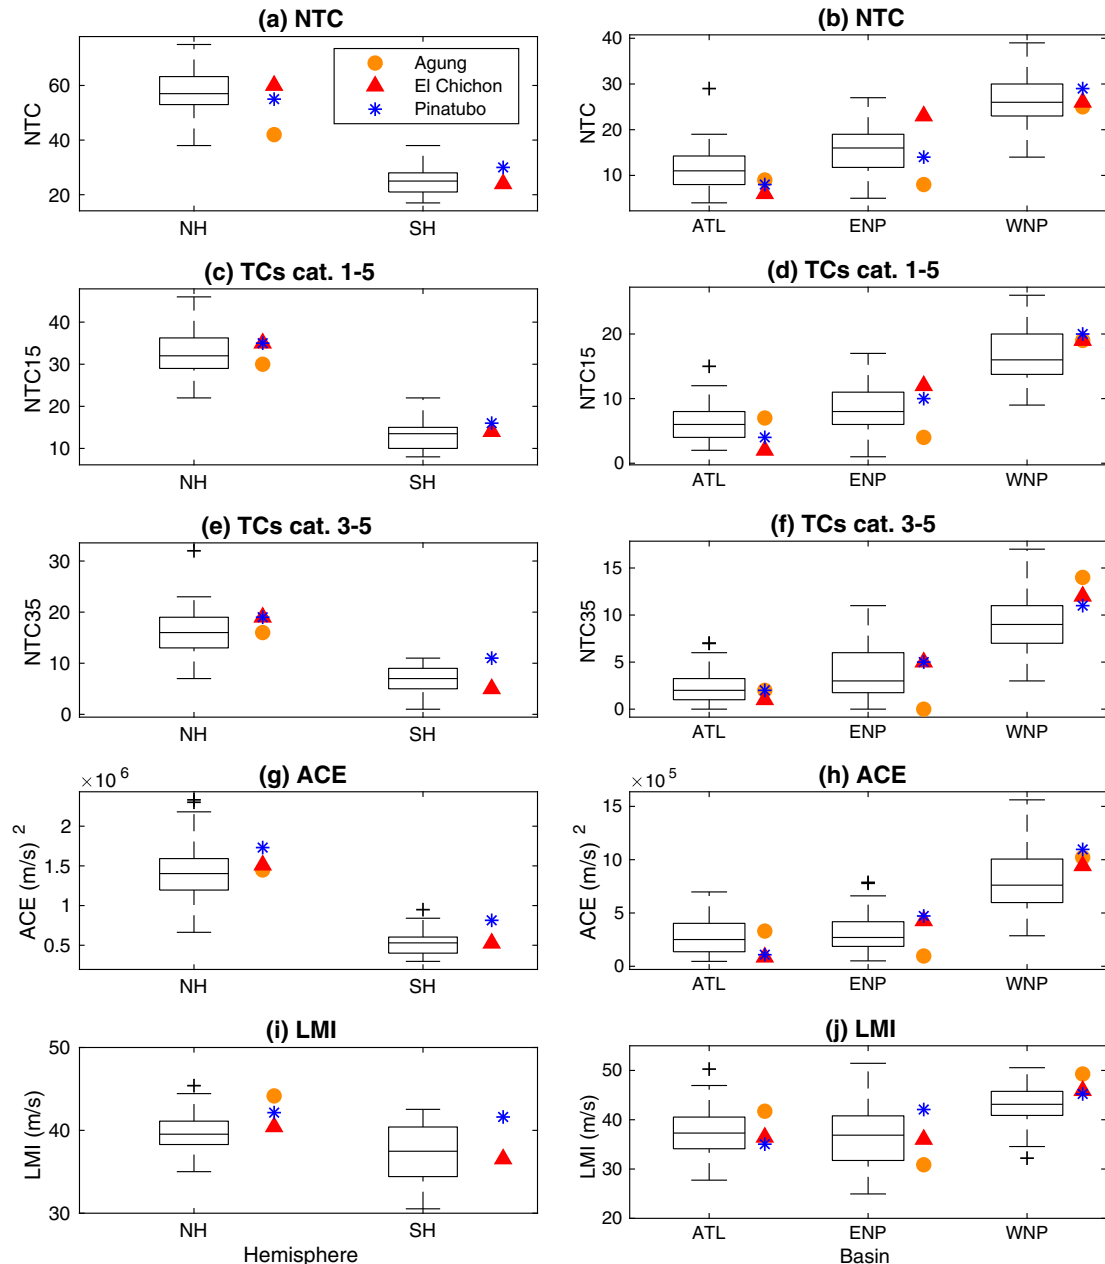 (a) NTC
60
40
20
NTC
NH
SH
Agung
El Chichon
Pinatubo
(b) NTC
40
30
20
10
NTC
ATL
ENP
WNP
(c) TCs cat. 1-5
40
30
20
10
NTC15
NH
SH
(d) TCs cat. 1-5
20
10
0
NTC15
ATL
ENP
WNP
(e) TCs cat. 3-5
30
20
10
0
NTC35
NH
SH
(f) TCs cat. 3-5
15
10
5
0
NTC35
ATL
ENP
WNP
(g) ACE
×10 6
2
1.5
1
0.5
ACE (m/s) 2
NH
SH
(h) ACE
×10 5
15
10
5
0
ACE (m/s) 2
ATL
ENP
WNP
(i) LMI
50
40
30
LMI (m/s)
NH
SH
Hemisphere
(j) LMI
50
40
30
20
LMI (m/s)
ATL
ENP
WNP
Basin